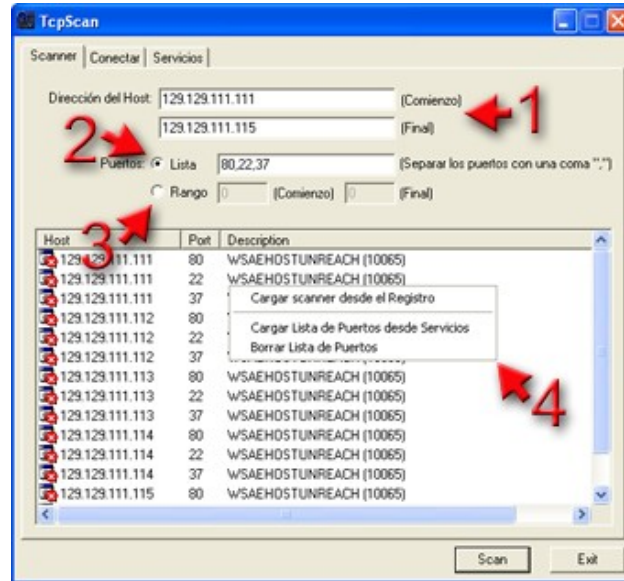 TcpScan
Scanner Conectar Servicios
Dirección del Host: 129.129.111.111 (Comienzo)
1
129.129.111.115 (Final)
2
Puertos: Lista 80,22,37 (Separar los puertos con una coma ",")
Rango 0 (Comienzo) 0 (Final)
3
Host Port Description
129.129.111.111 80 WSAEHOSTUNREACH (10065)
129.129.111.111 22 WSAEHOSTUNREACH (10065)
129.129.111.111 37
Cargar scanner desde el Registro
129.129.111.112 80
129.129.111.112 22
Cargar Lista de Puertos desde Servicios
129.129.111.112 37
Borrar Lista de Puertos
129.129.111.113 80 WSAEHOSTUNREACH (10065)
4
129.129.111.113 22 WSAEHOSTUNREACH (10065)
129.129.111.113 37 WSAEHOSTUNREACH (10065)
129.129.111.114 80 WSAEHOSTUNREACH (10065)
129.129.111.114 22 WSAEHOSTUNREACH (10065)
129.129.111.114 37 WSAEHOSTUNREACH (10065)
129.129.111.115 80 WSAEHOSTUNREACH (10065)
Scan Exit